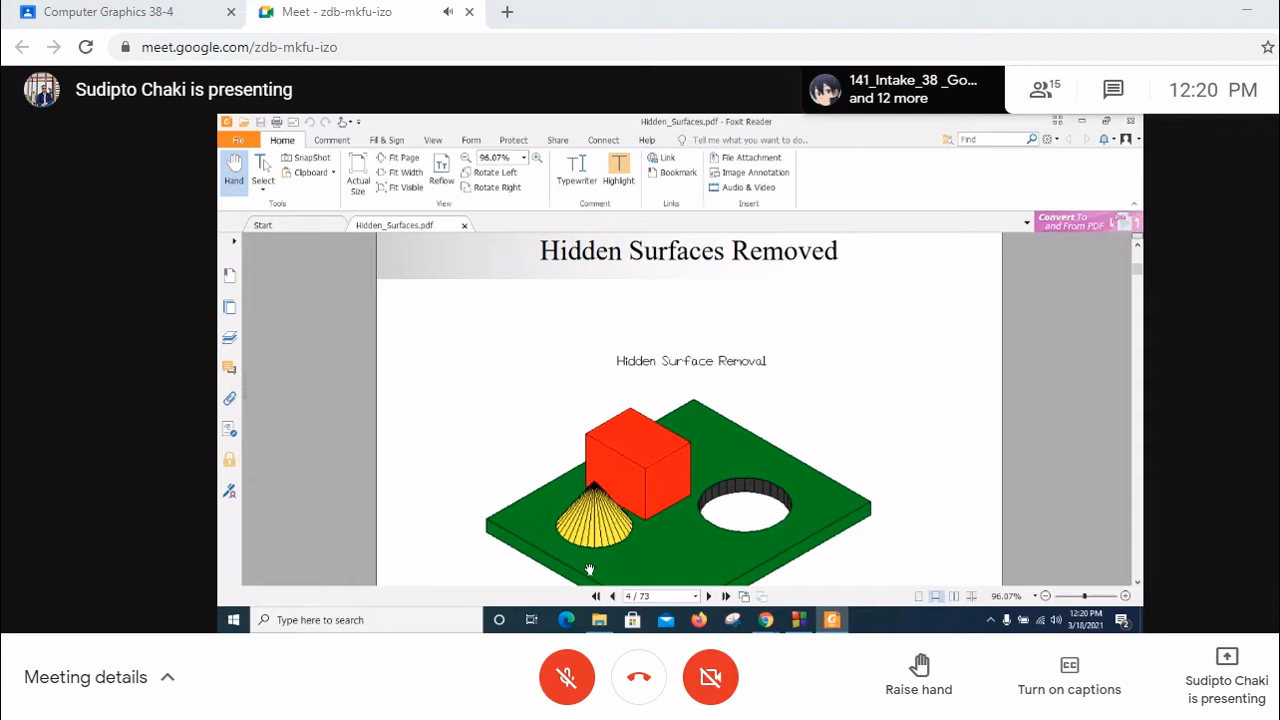 Computer Graphics 38-4
Meet - zdb-mkfu-izo
meet.google.com/zdb-mkfu-izo
Sudipto Chaki is presenting
141_Intake_38 _Go...
and 12 more
15
12:20 PM
Hidden_Surfaces.pdf - Foxit Reader
File Home Comment Fill & Sign View Form Protect Share Connect Help Tell me what you want to do... Find
Hand
Select
SnapShot
Clipboard
Tools
Actual
Size
Fit Page
Fit Width
Fit Visible
Reflow
96.07%
Rotate Left
Rotate Right
View
Typewriter
Highlight
Comment
Link
Bookmark
Links
File Attachment
Image Annotation
Audio & Video
Insert
Start
Hidden_Surfaces.pdf
Convert To
and From PDF
Hidden Surfaces Removed
Hidden Surface Removal
4 / 73
96.07%
Type here to search
12:20 PM
3/18/2021
2
Meeting details
Raise hand
Turn on captions
Sudipto Chaki
is presenting